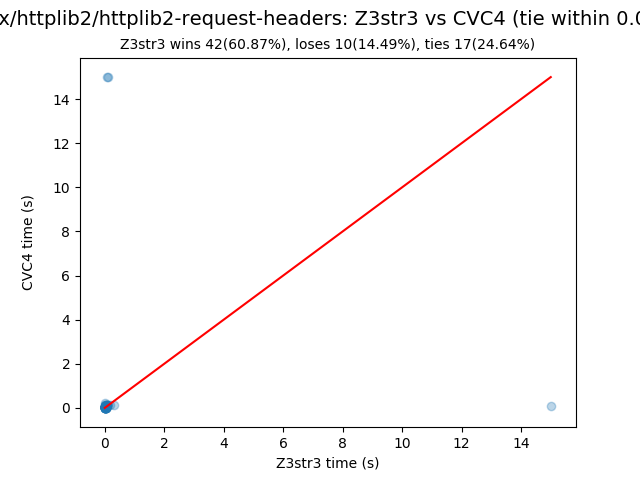 x/httplib2/httplib2-request-headers: Z3str3 vs CVC4 (tie within 0.0
Z3str3 wins 42(60.87%), loses 10(14.49%), ties 17(24.64%)
14
12
10
8
6
4
2
0
CVC4 time (s)
0 2 4 6 8 10 12 14
Z3str3 time (s)